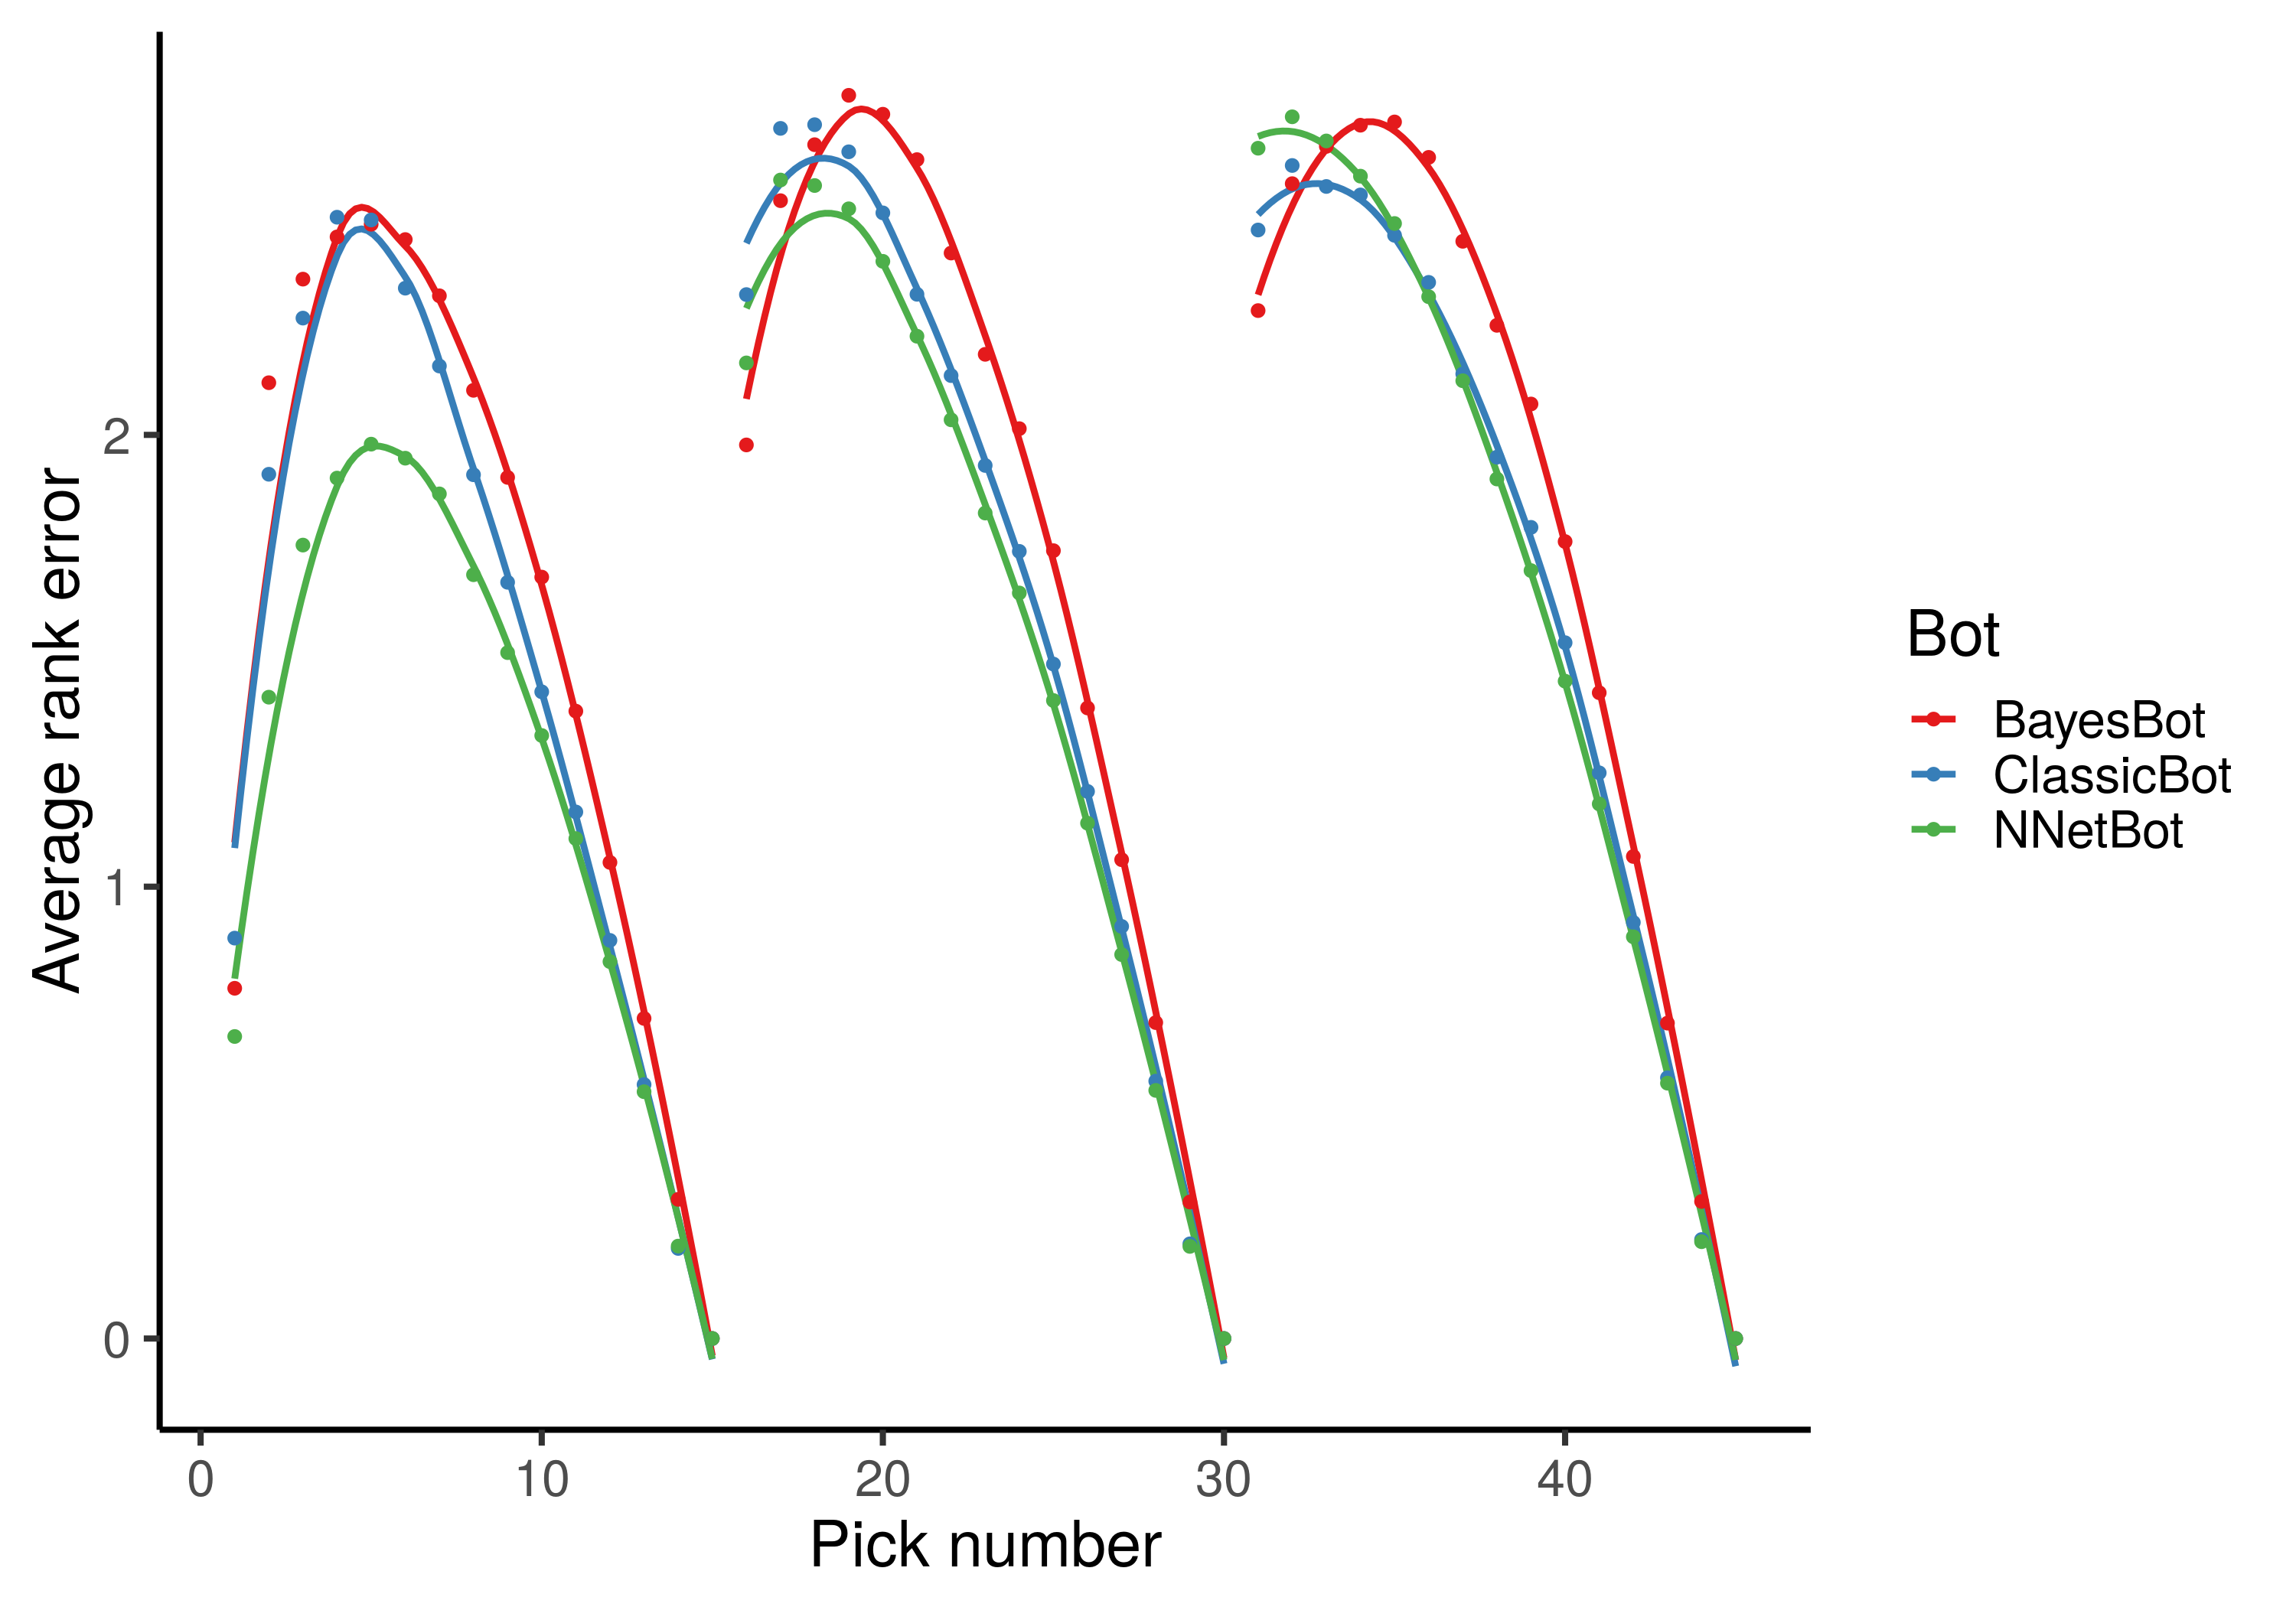 Average rank error
2
1
0
0 10 20 30 40
Pick number
Bot
BayesBot
ClassicBot
NNetBot